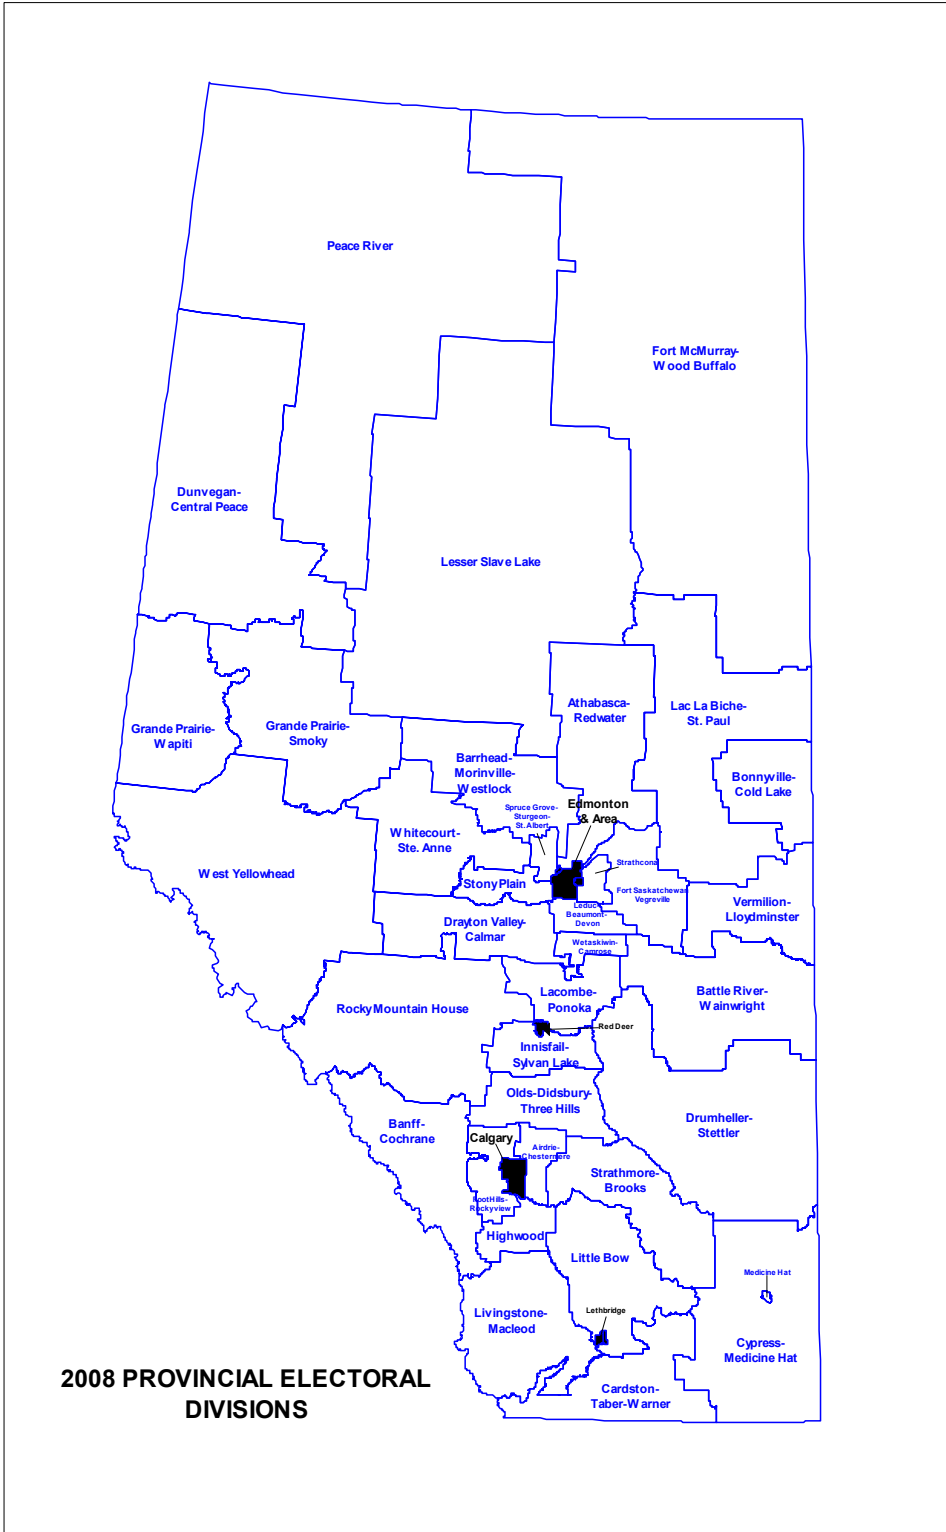 Peace River
Fort McMurray-
Wood Buffalo
Dunvegan-
Central Peace
Lesser Slave Lake
Athabasca-
Redwater
Lac La Biche-
St. Paul
Grande Prairie-
Wapiti
Grande Prairie-
Smoky
Barrhead-
Morinville-
Westlock
Bonnyville-
Cold Lake
Spruce Grove-
Sturgeon-
St. Albert
Edmonton
& Area
Whitecourt-
Ste. Anne
Strathcona
West Yellowhead
Stony Plain
Fort Saskatchewan
Vegreville
Vermilion-
Lloydminster
Leduc-
Beaumont-
Devon
Drayton Valley-
Calmar
Wetaskiwin-
Camrose
Battle River-
Wainwright
Lacombe-
Ponoka
Rocky Mountain House
Red Deer
Innisfail-
Sylvan Lake
Olds-Didsbury-
Three Hills
Banff-
Cochrane
Drumheller-
Stettler
Calgary
Airdrie-
Chestermere
Strathmore-
Brooks
FootHills-
Rockyview
Highwood
Little Bow
Medicine Hat
Livingstone-
Macleod
Lethbridge
Cypress-
Medicine Hat
Cardston-
Taber-Warner
2008 PROVINCIAL ELECTORAL
DIVISIONS